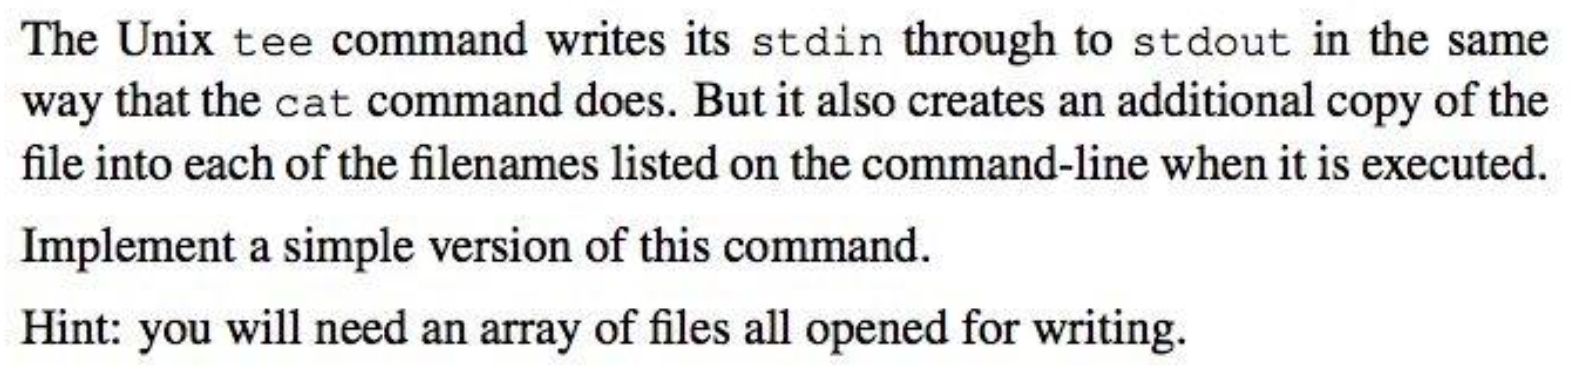 The Unix tee command writes its stdin through to stdout in the same
way that the cat command does. But it also creates an additional copy of the
file into each of the filenames listed on the command-line when it is executed.
Implement a simple version of this command.
Hint: you will need an array of files all opened for writing.